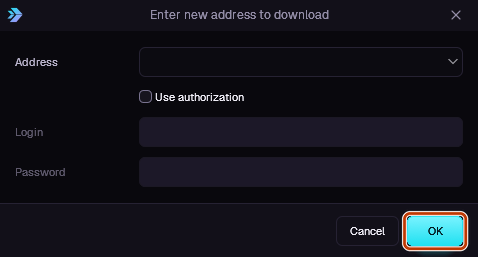 Enter new address to download
Address
Use authorization
Login
Password
Cancel
OK